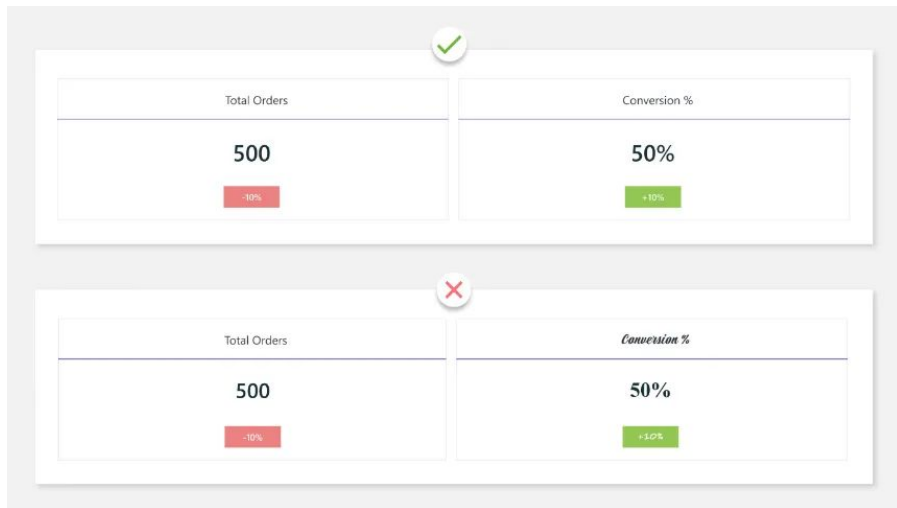 Total Orders
Conversion %
500
50%
-10%
+10%
Total Orders
Conversion %
500
50%
-10%
+10%